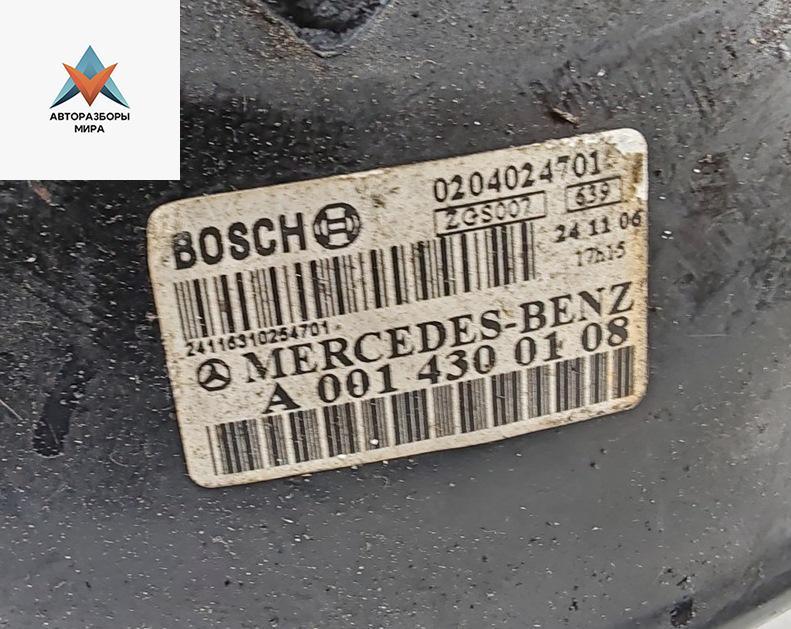 АВТОРАЗБОРЫ
МИРА
0204024701
BOSCH
ZGS007 639
24 11 06
17h15
24116310254701
MERCEDES-BENZ
A 001 430 01 08